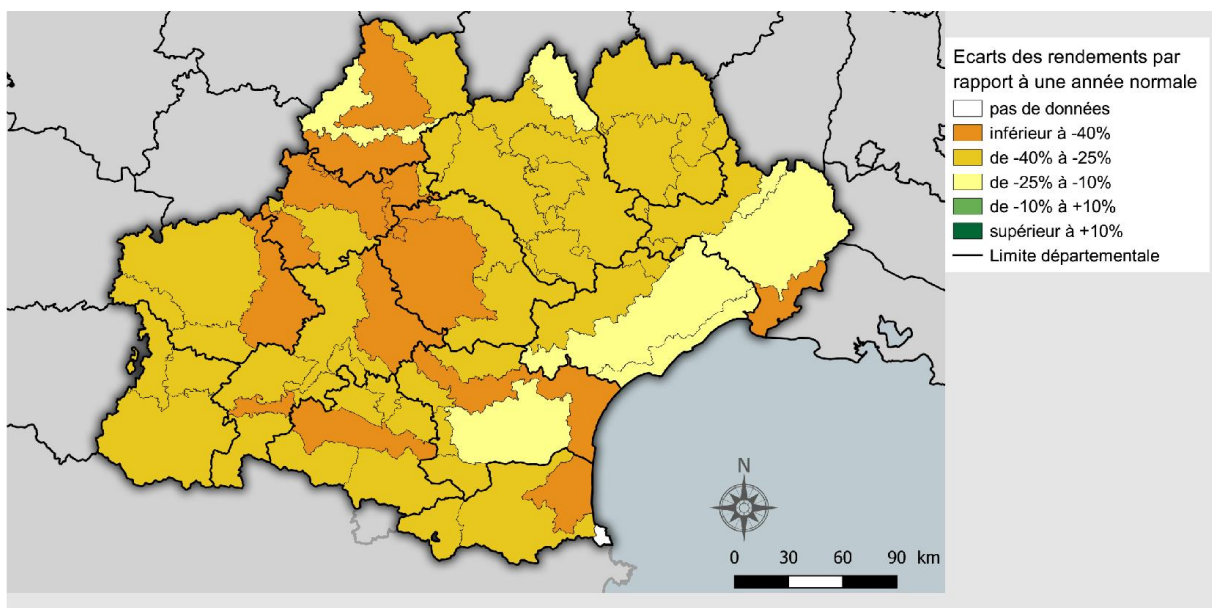 Ecarts des rendements par
rapport à une année normale
pas de données
inférieur à -40%
de -40% à -25%
de -25% à -10%
de -10% à +10%
supérieur à +10%
Limite départementale
N
0 30 60 90 km